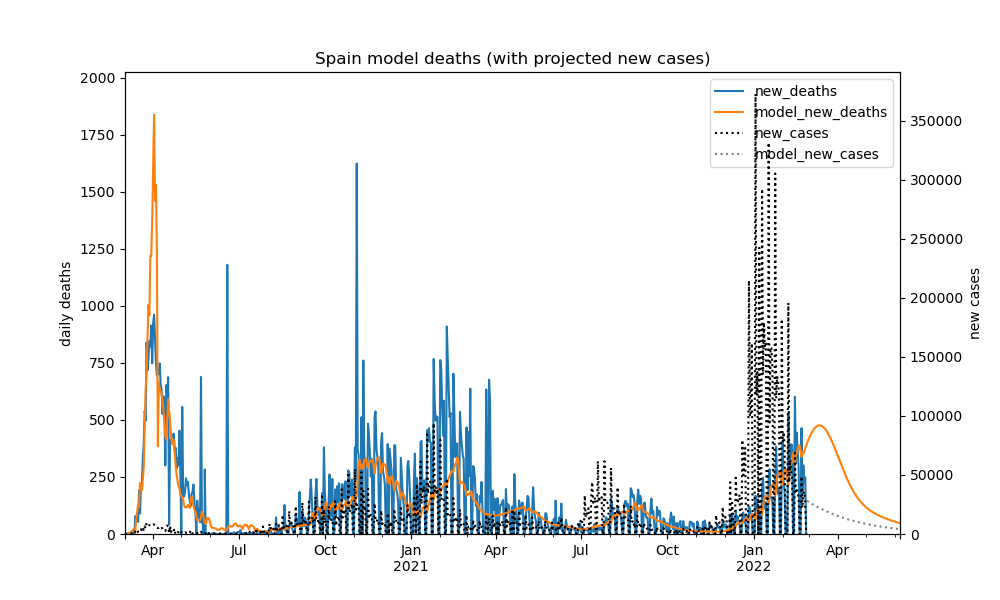 Spain model deaths (with projected new cases)
new_deaths
model_new_deaths
new_cases
model_new_cases
daily deaths
2000
1750
1500
1250
1000
750
500
250
0
350000
300000
250000
200000
150000
100000
50000
0
new cases
Apr
Jul
Oct
Jan
2021
Apr
Jul
Oct
Jan
2022
Apr